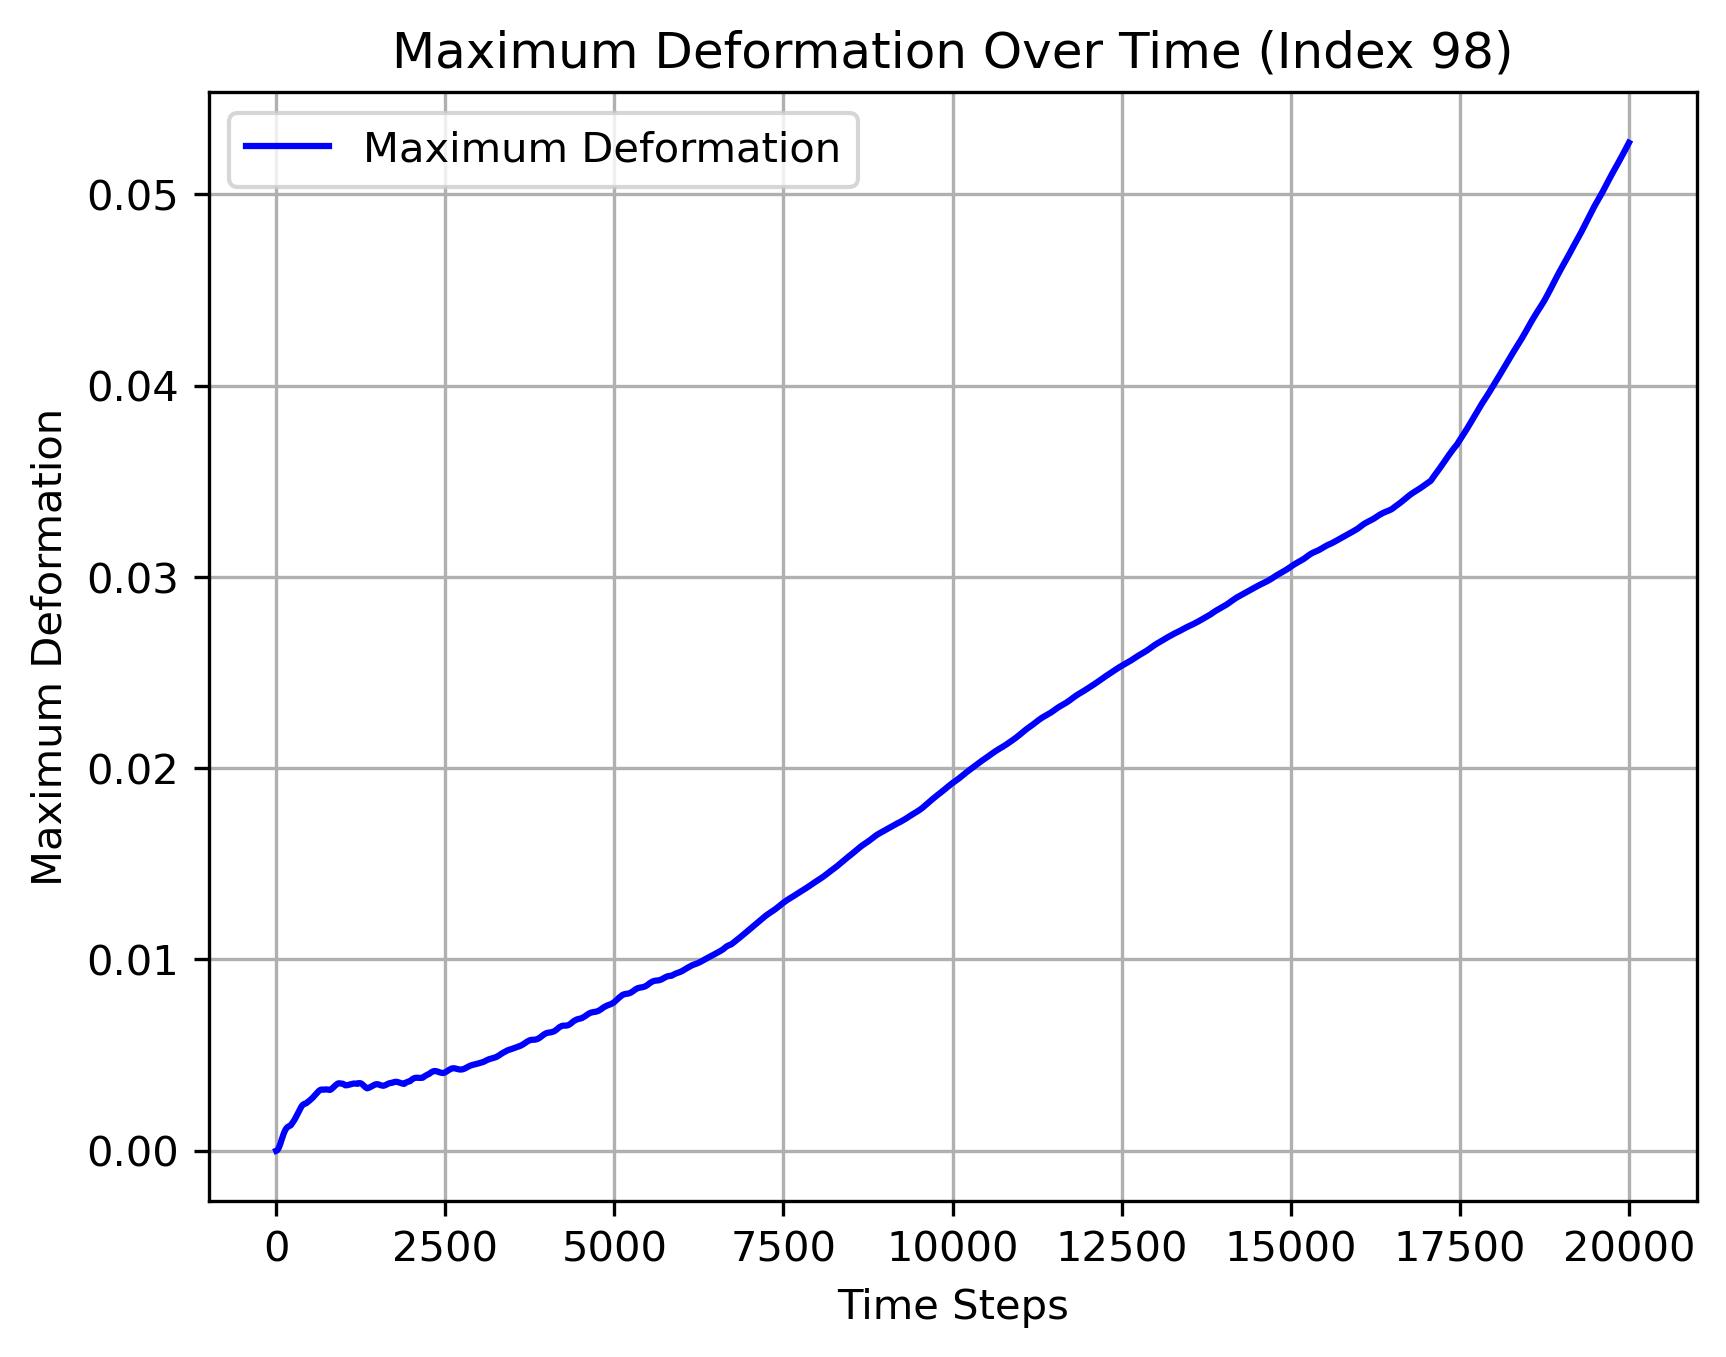 Maximum Deformation Over Time (Index 98)
Maximum Deformation
0.05
0.04
0.03
0.02
0.01
0.00
Maximum Deformation
0 2500 5000 7500 10000 12500 15000 17500 20000
Time Steps